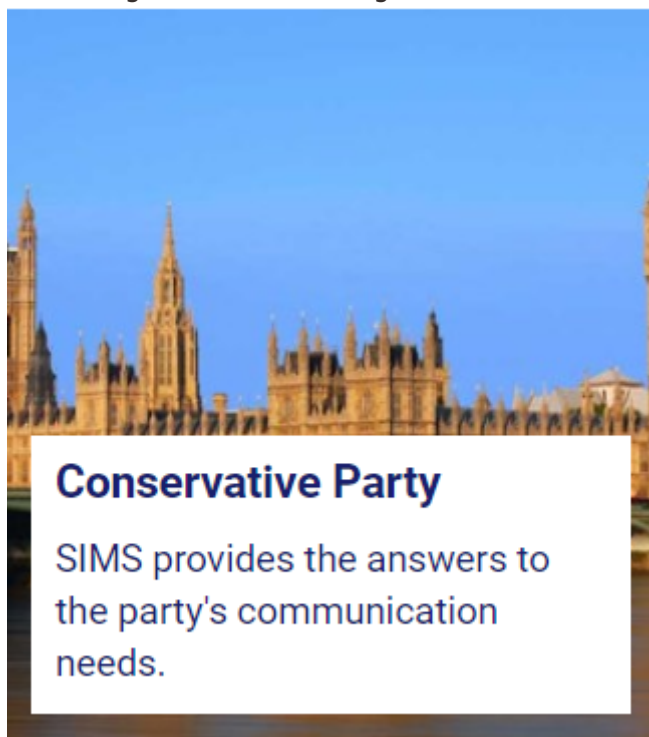 Conservative Party
SIMS provides the answers to
the party's communication
needs.